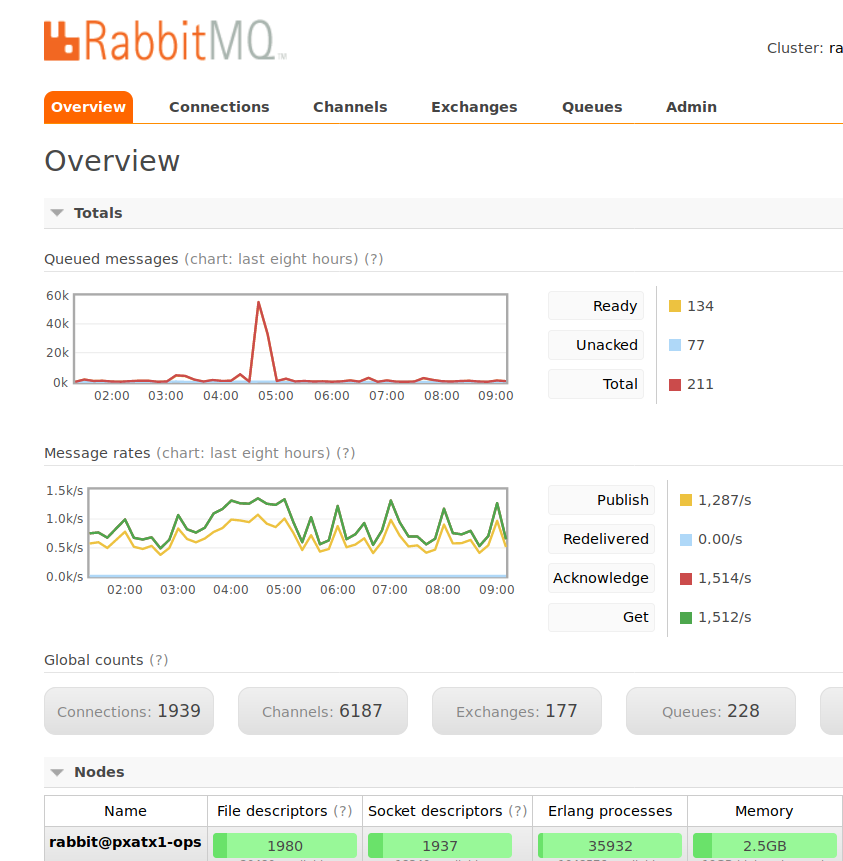 RabbitMQ™
Cluster: ra
Overview Connections Channels Exchanges Queues Admin
Overview
Totals
Queued messages (chart: last eight hours) (?)
60k
40k
20k
0k
02:00 03:00 04:00 05:00 06:00 07:00 08:00 09:00
Ready 134
Unacked 77
Total 211
Message rates (chart: last eight hours) (?)
1.5k/s
1.0k/s
0.5k/s
0.0k/s
02:00 03:00 04:00 05:00 06:00 07:00 08:00 09:00
Publish 1,287/s
Redelivered 0.00/s
Acknowledge 1,514/s
Get 1,512/s
Global counts (?)
Connections: 1939 Channels: 6187 Exchanges: 177 Queues: 228
Nodes
Name File descriptors (?) Socket descriptors (?) Erlang processes Memory
rabbit@pxatx1-ops 1980 1937 35932 2.5GB